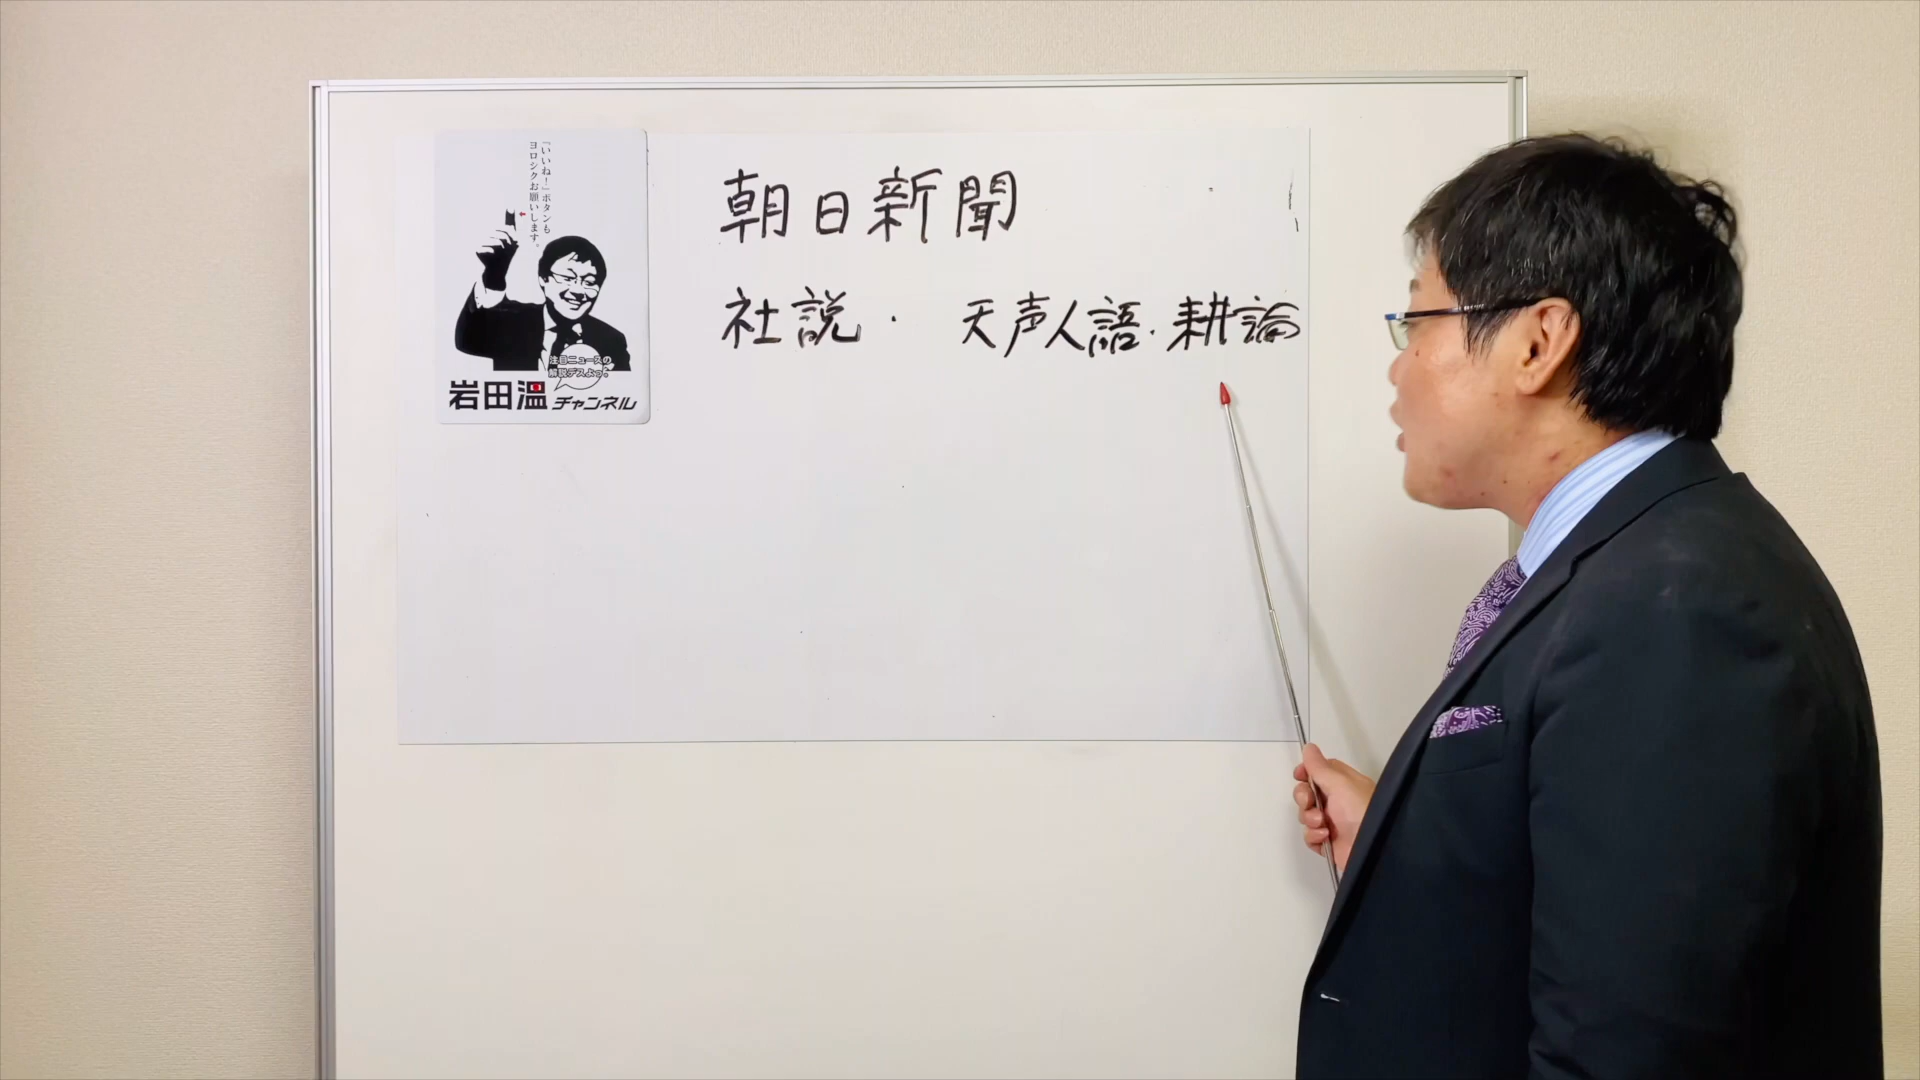 「いいね!」ボタンも
ヨロシクお願いします。
注目ニュースの
解説デスよっ。
岩田温チャンネル
朝日新聞
社説・天声人語・耕論